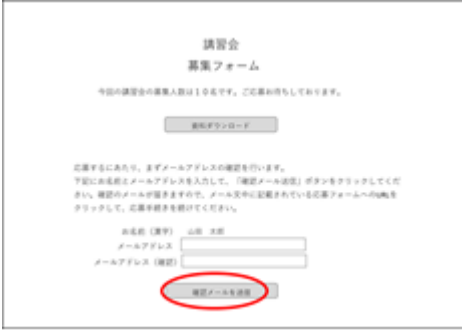 講習会
募集フォーム
今回の講習会の募集人数は１０名です。ご応募お待ちしております。
資料ダウンロード
応募するにあたり、まずメールアドレスの確認を行います。
下記にお名前とメールアドレスを入力して、「確認メール送信」ボタンをクリックしてくだ
さい。確認のメールが届きますので、メール文中に記載されている応募フォームへのURLを
クリックして、応募手続きを続けてください。
お名前（漢字） 山田 太郎
メールアドレス
メールアドレス（確認）
確認メールを送信